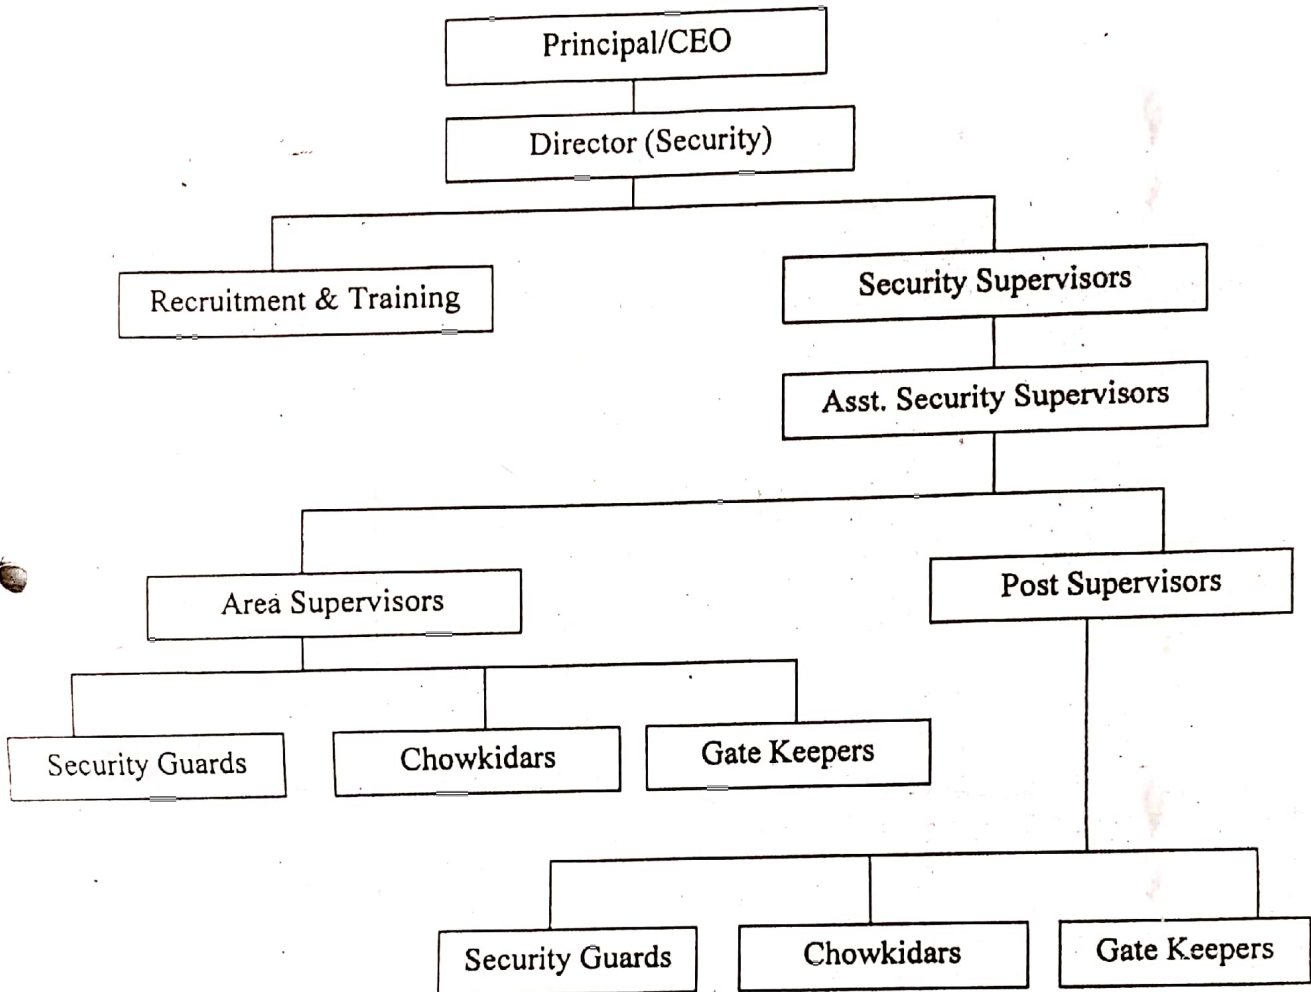 Principal/CEO
Director (Security)
Recruitment & Training
Security Supervisors
Asst. Security Supervisors
Area Supervisors
Post Supervisors
Security Guards
Chowkidars
Gate Keepers
Security Guards
Chowkidars
Gate Keepers